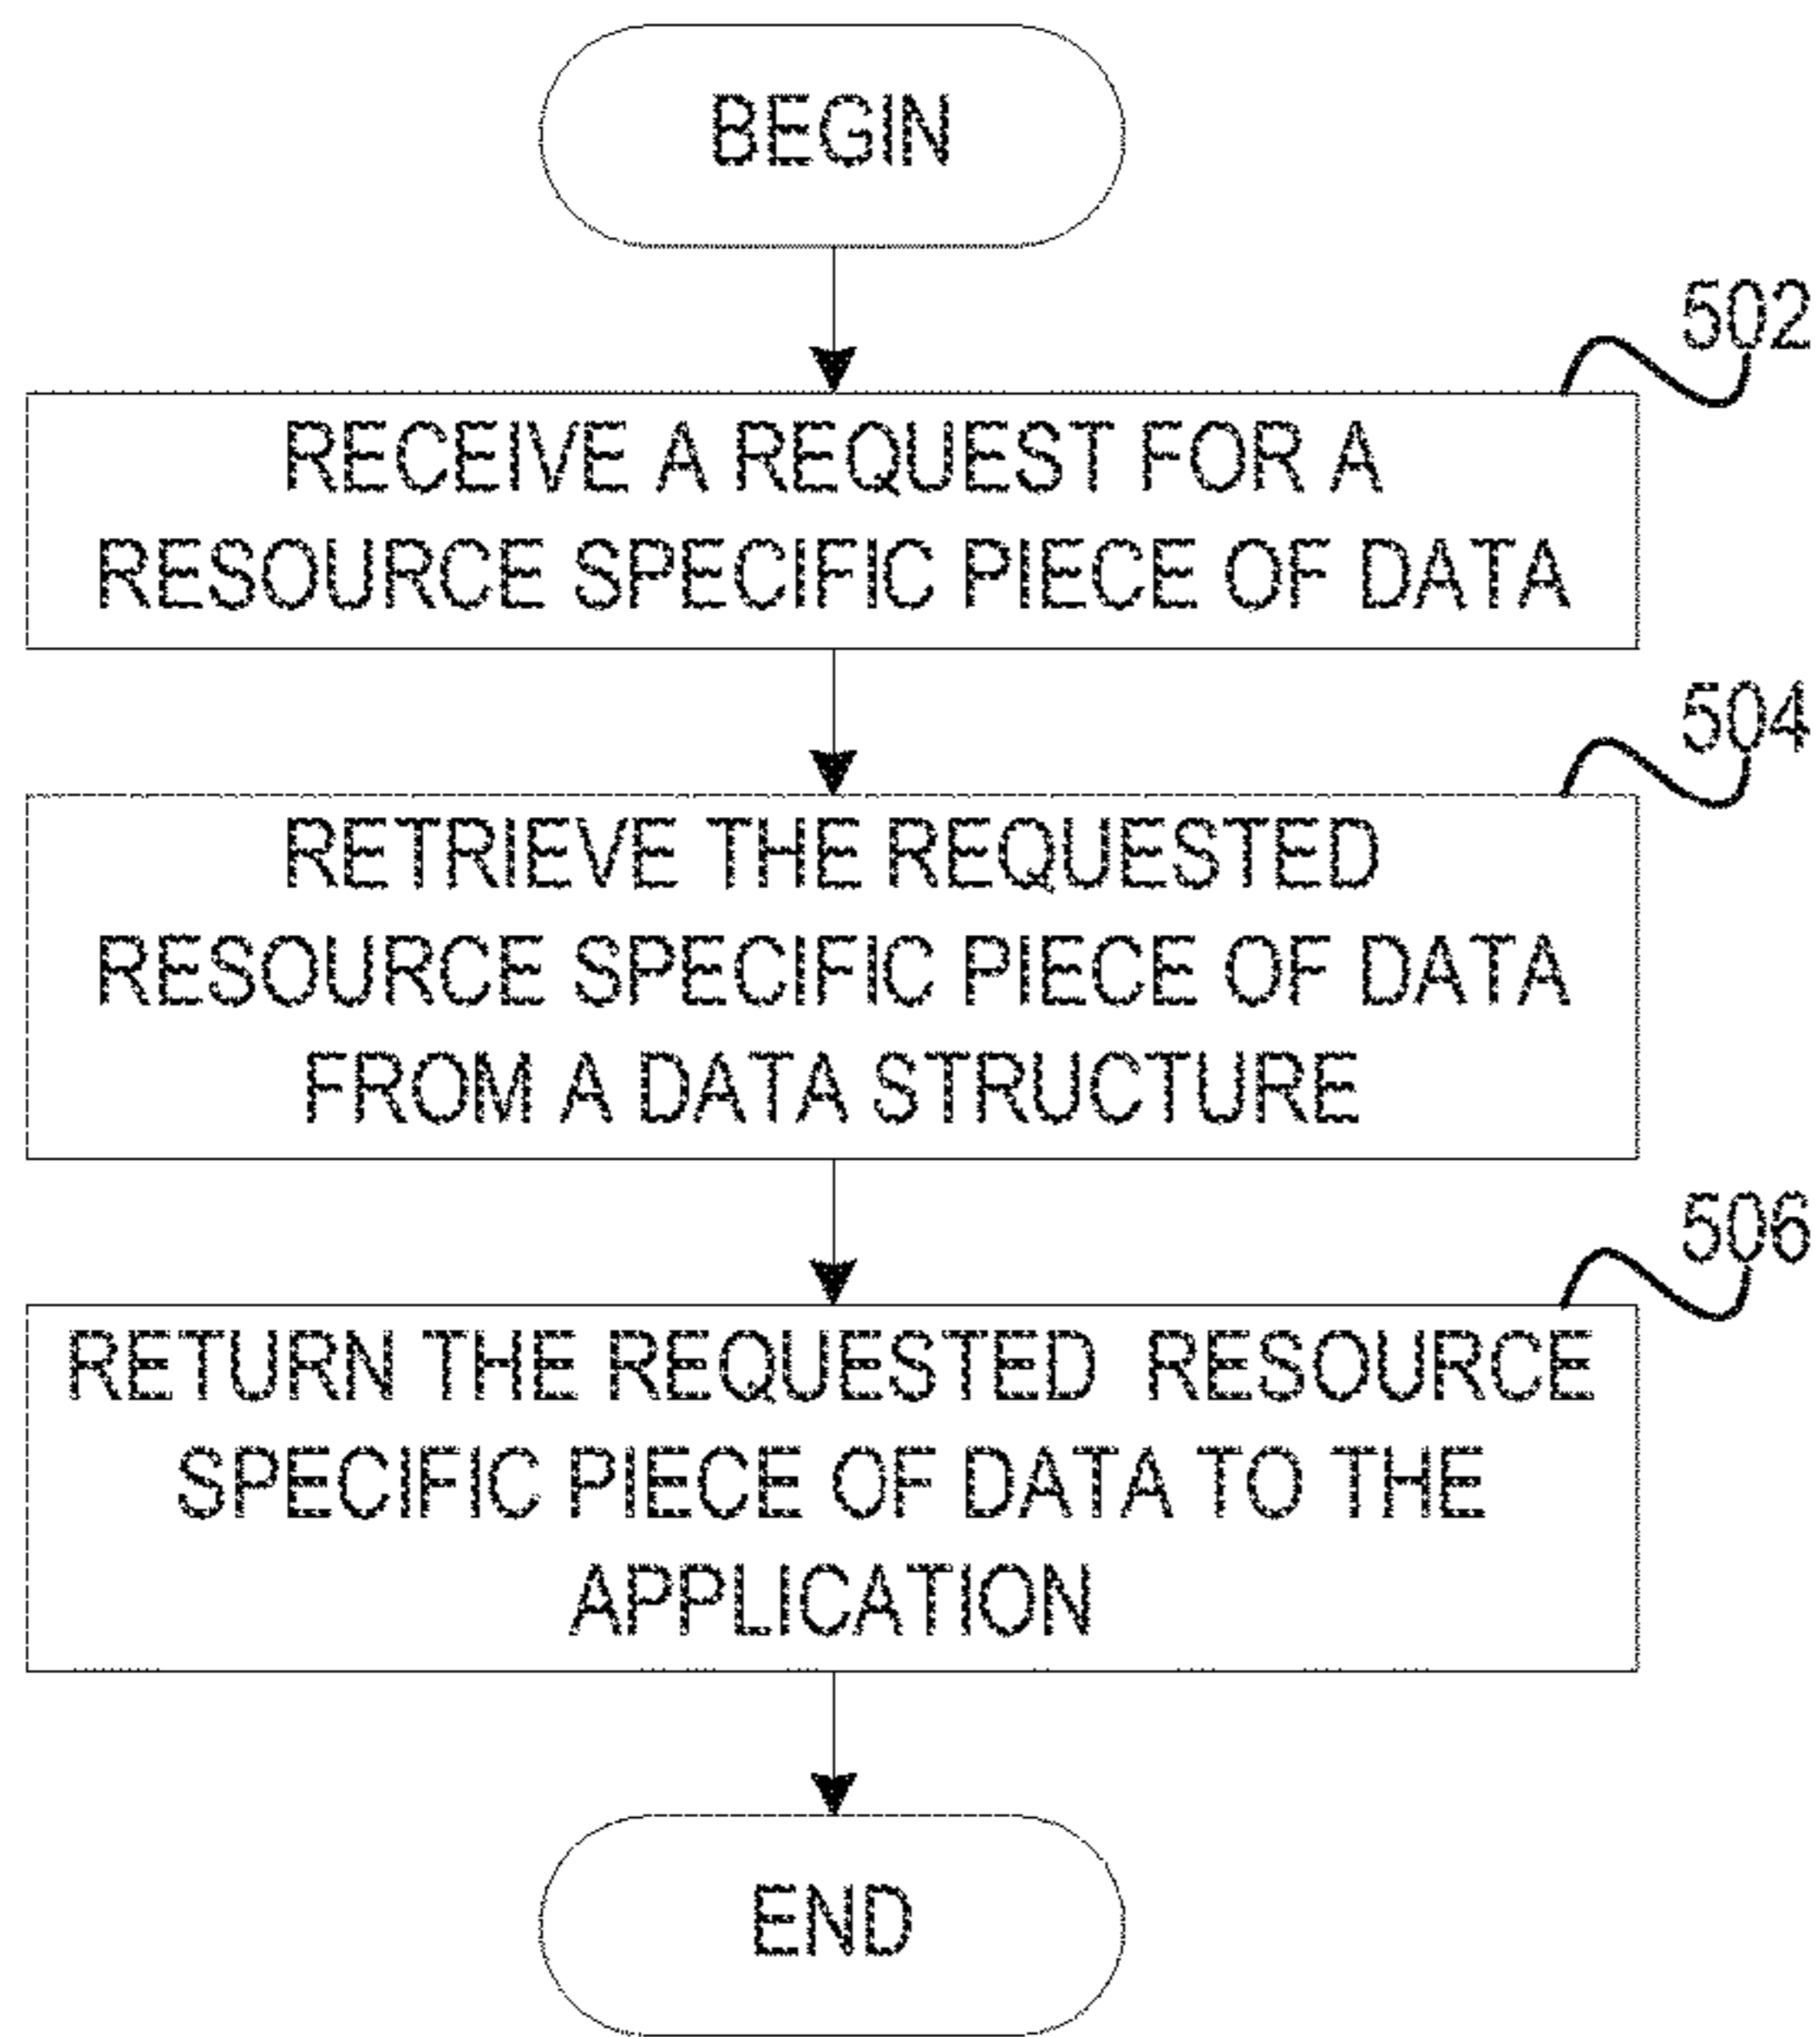 BEGIN
502
RECEIVE A REQUEST FOR A
RESOURCE SPECIFIC PIECE OF DATA
504
RETRIEVE THE REQUESTED
RESOURCE SPECIFIC PIECE OF DATA
FROM A DATA STRUCTURE
506
RETURN THE REQUESTED RESOURCE
SPECIFIC PIECE OF DATA TO THE
APPLICATION
END